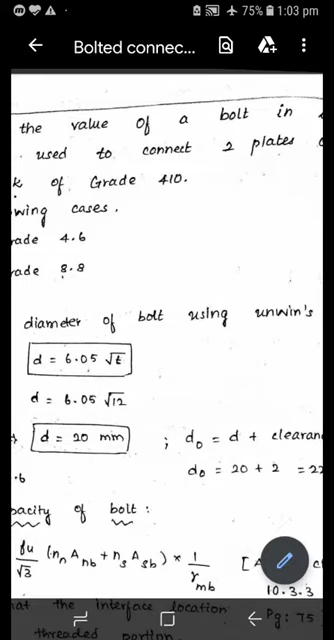 75% 1:03 pm
Bolted connec...
the value of a bolt in
used to connect 2 plates
k of Grade 410.
wing cases.
rade 4.6
rade 8.8
diameter of bolt using unwin's
d = 6.05 √t
d = 6.05 √12
d = 20 mm ; d₀ = d + clearan
.6 d₀ = 20 + 2 = 22
pacity of bolt :
fu/√3 (nₙ Aₙb + nₛ Aₛb) × 1/γmb [A
10.3.3
at the interface location Pg: 75
threaded portion